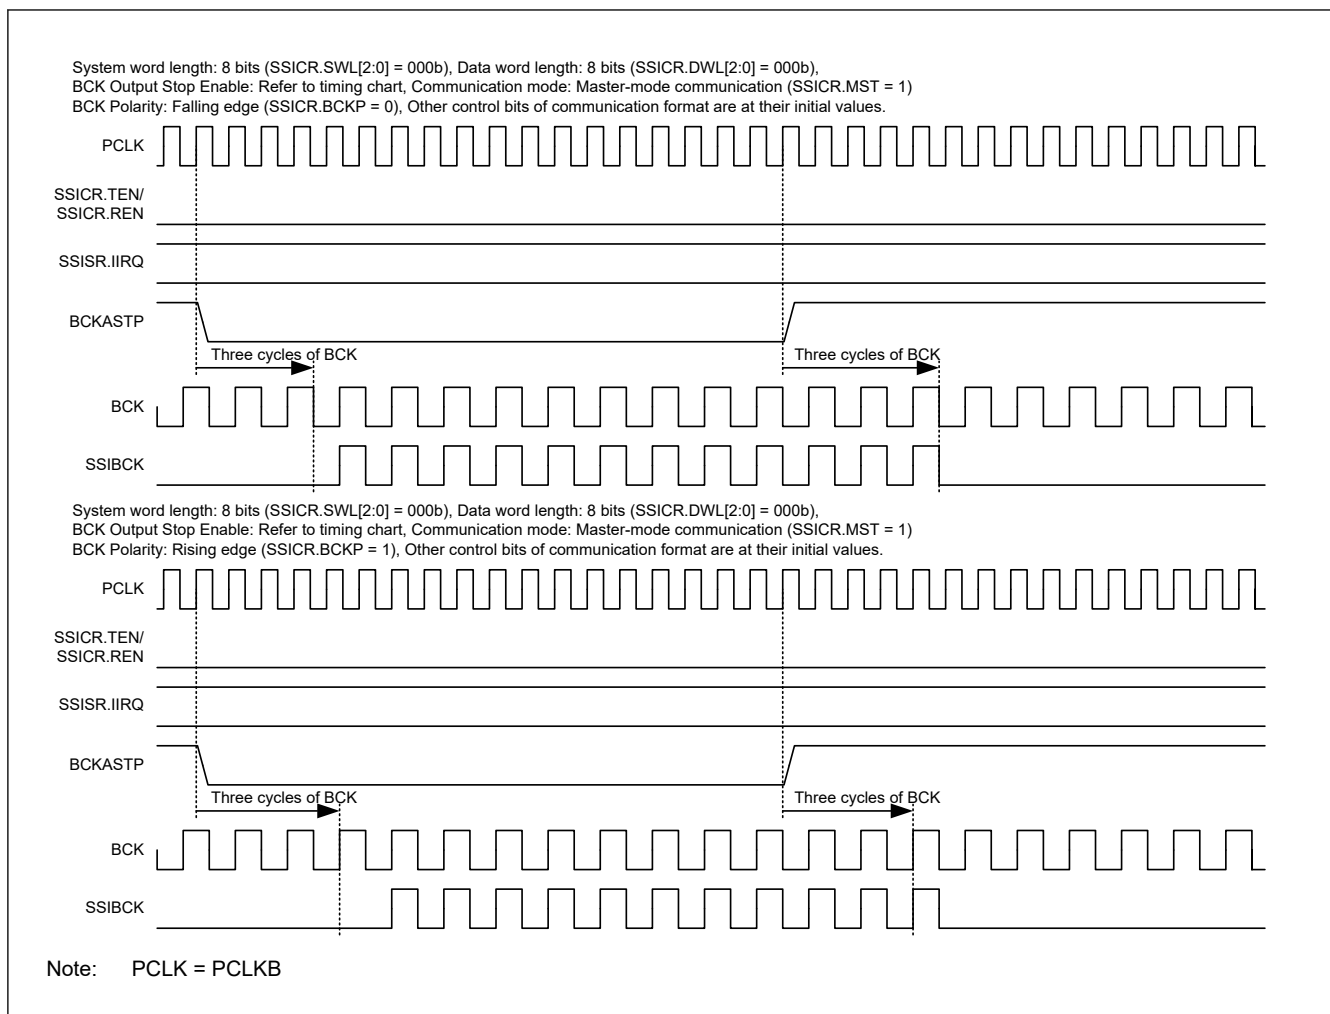 System word length: 8 bits (SSICR.SWL[2:0] = 000b), Data word length: 8 bits (SSICR.DWL[2:0] = 000b),
BCK Output Stop Enable: Refer to timing chart, Communication mode: Master-mode communication (SSICR.MST = 1)
BCK Polarity: Falling edge (SSICR.BCKP = 0), Other control bits of communication format are at their initial values.
PCLK
SSICR.TEN/
SSICR.REN
SSISR.IIRQ
BCKASTP
Three cycles of BCK Three cycles of BCK
BCK
SSIBCK
System word length: 8 bits (SSICR.SWL[2:0] = 000b), Data word length: 8 bits (SSICR.DWL[2:0] = 000b),
BCK Output Stop Enable: Refer to timing chart, Communication mode: Master-mode communication (SSICR.MST = 1)
BCK Polarity: Rising edge (SSICR.BCKP = 1), Other control bits of communication format are at their initial values.
PCLK
SSICR.TEN/
SSICR.REN
SSISR.IIRQ
BCKASTP
Three cycles of BCK Three cycles of BCK
BCK
SSIBCK
Note: PCLK = PCLKB